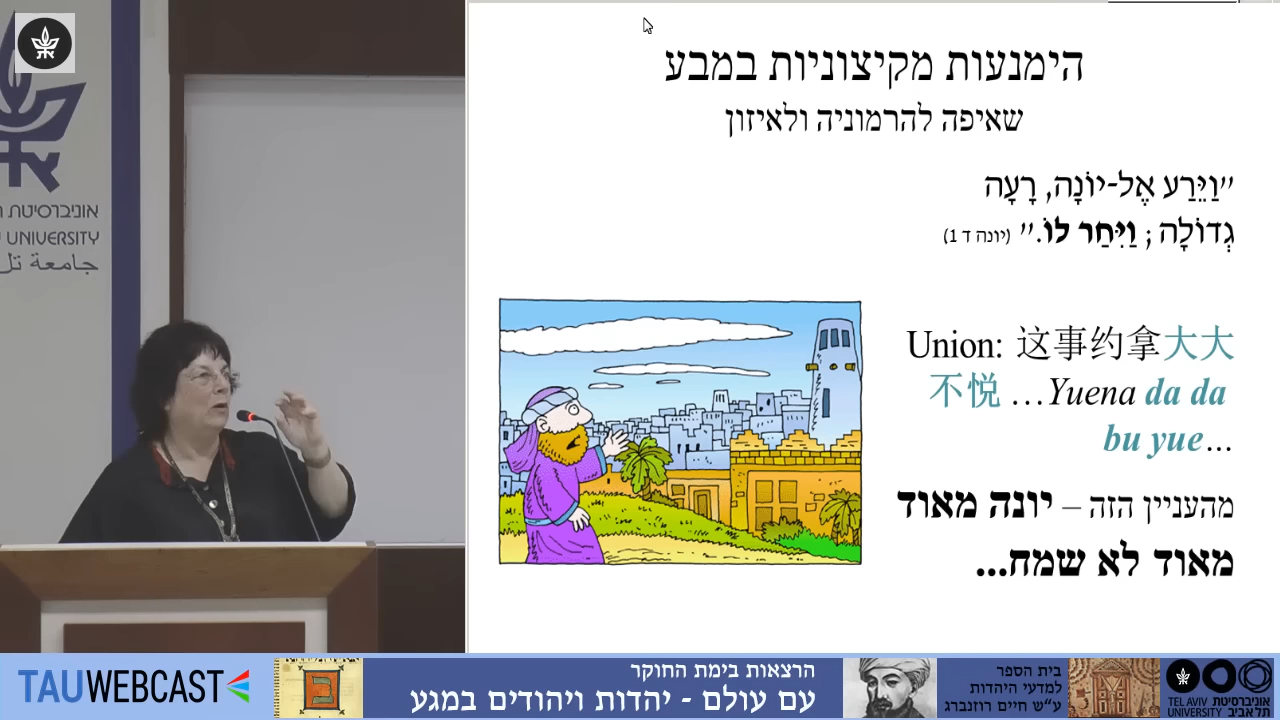 הימנעות מקיצוניות במבע
שאיפה להרמוניה ולאיזון
"וַיֵּרַע אֶל-יוֹנָה, רָעָה
גְדוֹלָה; וַיִּחַר לוֹ." (יונה ד 1)
Union: 这事约拿大大
不悦 ...Yuena da da
bu yue...
מהעניין הזה – יונה מאוד
מאוד לא שמח...
אוניברסיטת ת
UNIVERSITY
جامعة تل
TAUWEBCAST
הרצאות בימת החוקר
עם עולם - יהדות ויהודים במגע
בית הספר
למדעי היהדות
ע"ש חיים רוזנברג
TEL AVIV UNIVERSITY
אוניברסיטת תל אביב